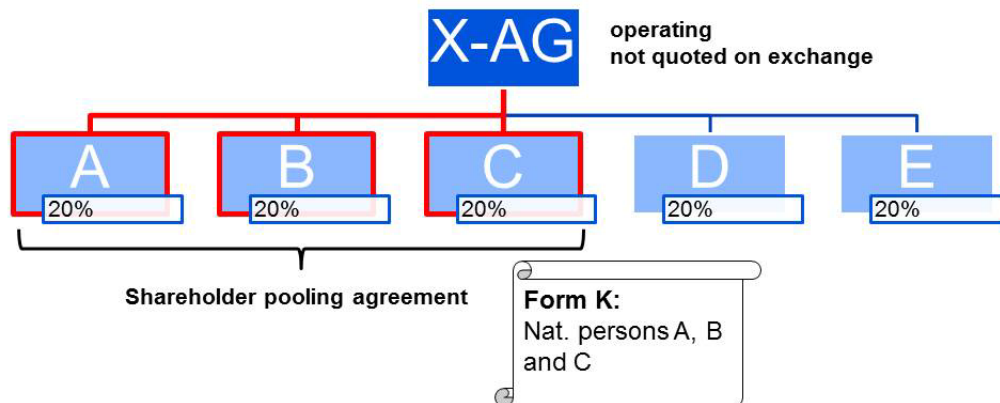 X-AG
operating
not quoted on exchange
A
B
C
D
E
20%
20%
20%
20%
20%
Shareholder pooling agreement
Form K:
Nat. persons A, B
and C